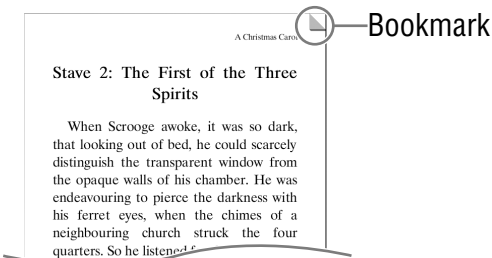 A Christmas Caro
Bookmark
Stave 2: The First of the Three
Spirits
When Scrooge awoke, it was so dark,
that looking out of bed, he could scarcely
distinguish the transparent window from
the opaque walls of his chamber. He was
endeavouring to pierce the darkness with
his ferret eyes, when the chimes of a
neighbouring church struck the four
quarters. So he listened